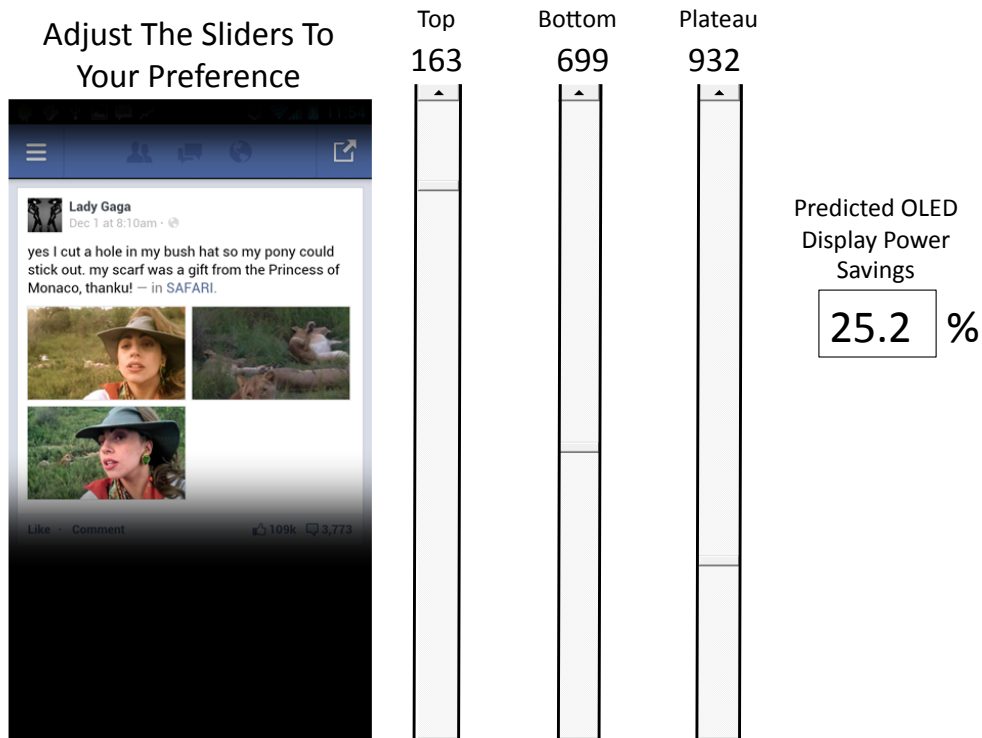 Adjust The Sliders To
Your Preference
Top
Bottom
Plateau
163
699
932
11:54
Lady Gaga
Dec 1 at 8:10am ·
yes I cut a hole in my bush hat so my pony could
stick out. my scarf was a gift from the Princess of
Monaco, thanku! — in SAFARI.
Like · Comment
109k
3,773
Predicted OLED
Display Power
Savings
25.2 %